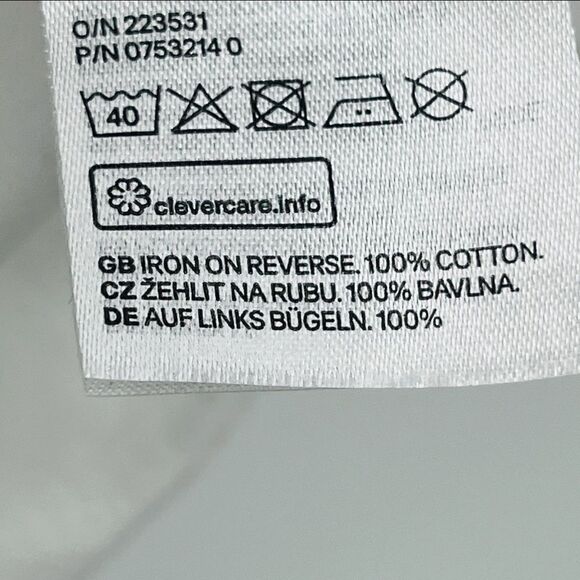 O/N 223531
P/N 0753214 0
40
clevercare.info
GB IRON ON REVERSE. 100% COTTON.
CZ ŽEHLIT NA RUBU. 100% BAVLNA.
DE AUF LINKS BÜGELN. 100%